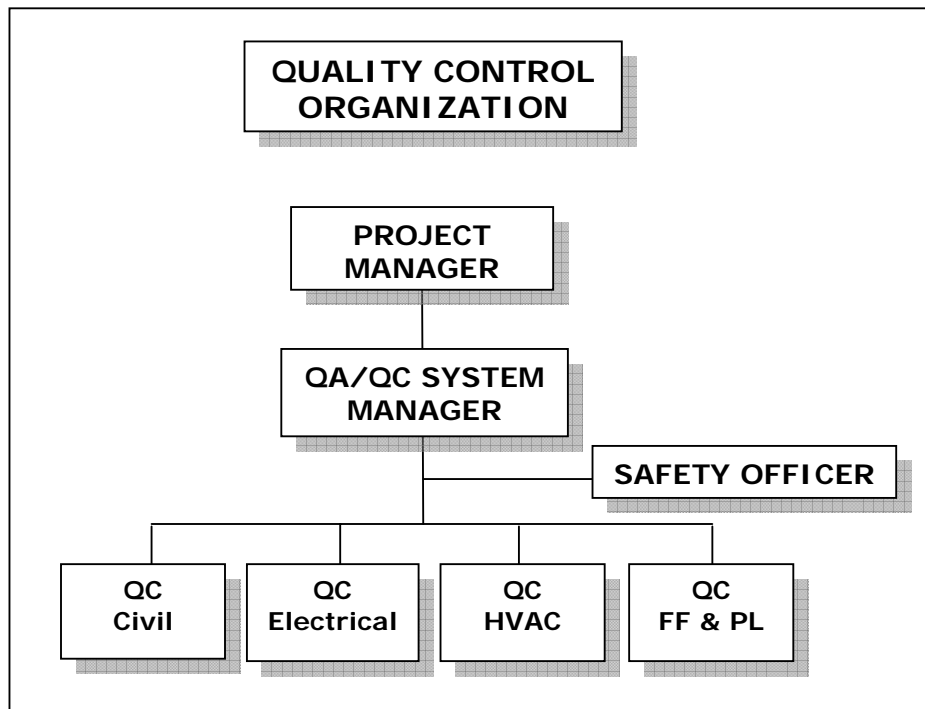 QUALITY CONTROL
ORGANIZATION
PROJECT
MANAGER
QA/QC SYSTEM
MANAGER
SAFETY OFFICER
QC
Civil
QC
Electrical
QC
HVAC
QC
FF & PL